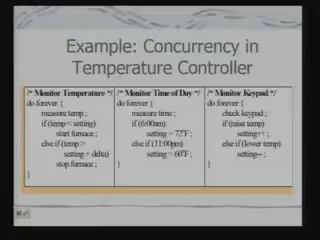 Example: Concurrency in
Temperature Controller
/* Monitor Temperature */
do forever {
measure temp ;
if (temp < setting)
start furnace ;
else if (temp >
setting + delta)
stop furnace ;
}
/* Monitor Time of Day */
do forever {
measure time ;
if (6:00am)
setting = 72°F ;
else if (11:00pm)
setting = 60°F ;
}
/* Monitor Keypad */
do forever {
check keypad ;
if (raise temp)
setting++ ;
else if (lower temp)
setting-- ;
}